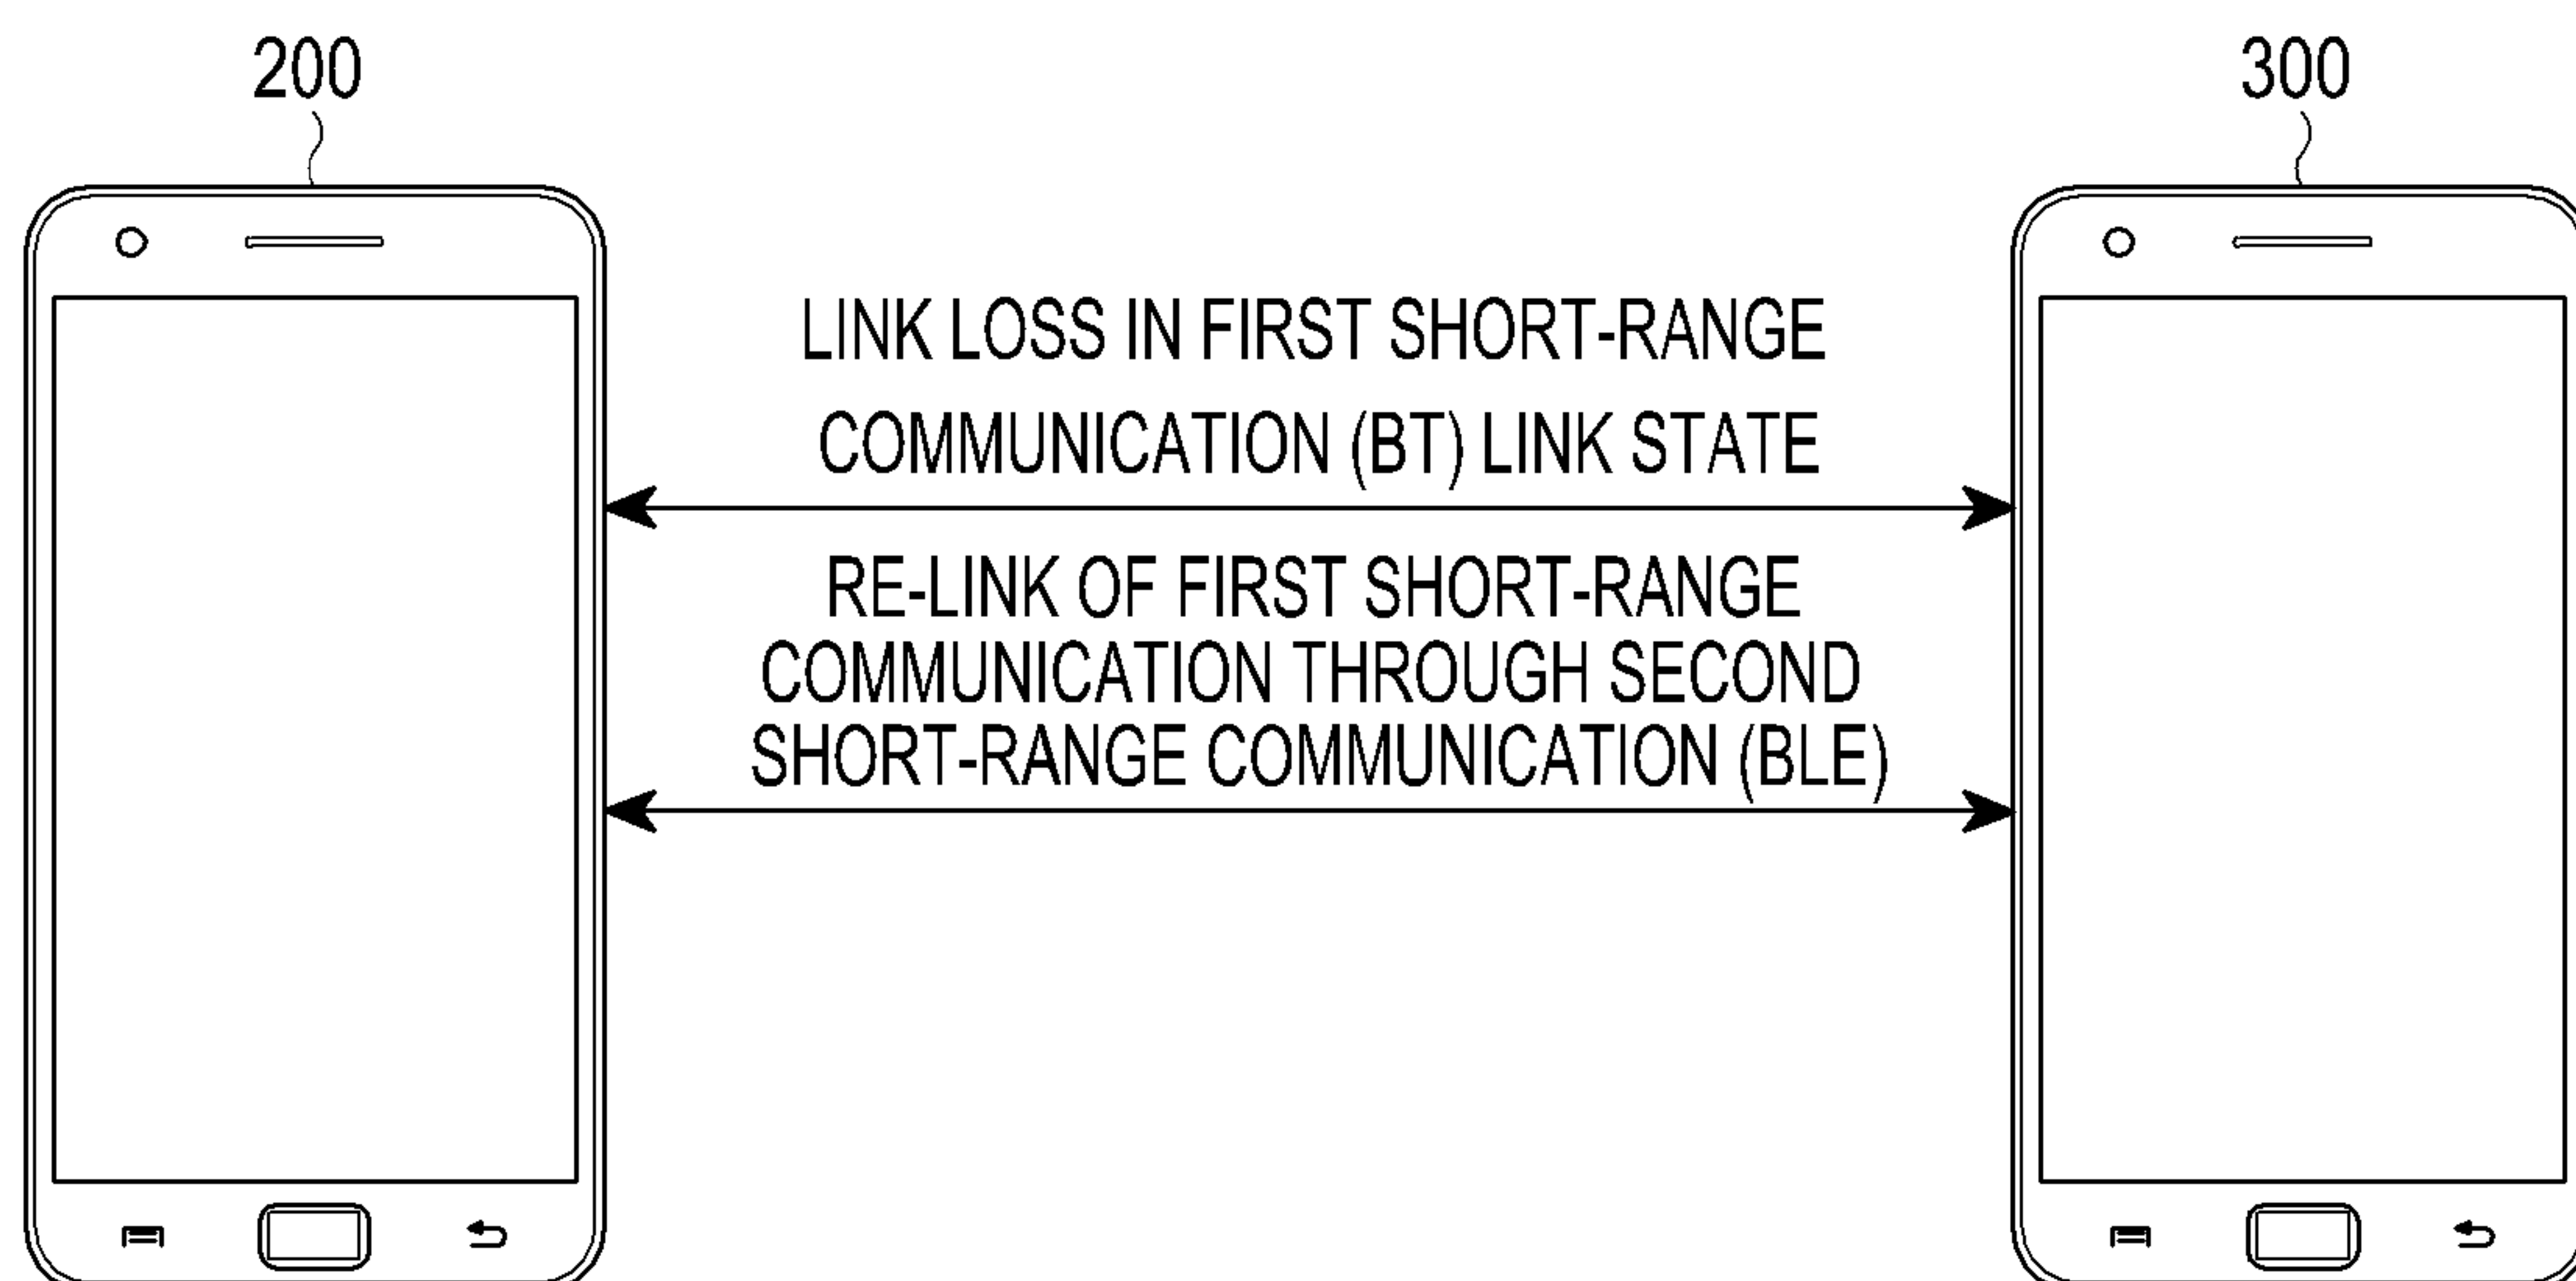 200
300
LINK LOSS IN FIRST SHORT-RANGE
COMMUNICATION (BT) LINK STATE
RE-LINK OF FIRST SHORT-RANGE
COMMUNICATION THROUGH SECOND
SHORT-RANGE COMMUNICATION (BLE)